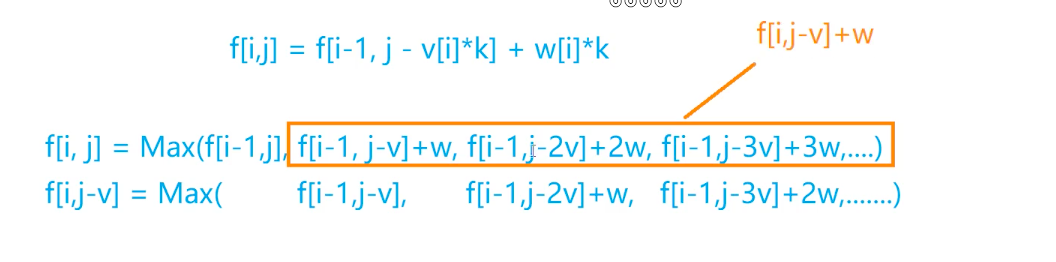 f[i,j-v]+w
f[i,j] = f[i-1, j - v[i]*k] + w[i]*k
f[i, j] = Max(f[i-1,j], f[i-1, j-v]+w, f[i-1,j-2v]+2w, f[i-1,j-3v]+3w,....)
f[i,j-v] = Max( f[i-1,j-v], f[i-1,j-2v]+w, f[i-1,j-3v]+2w,.......)